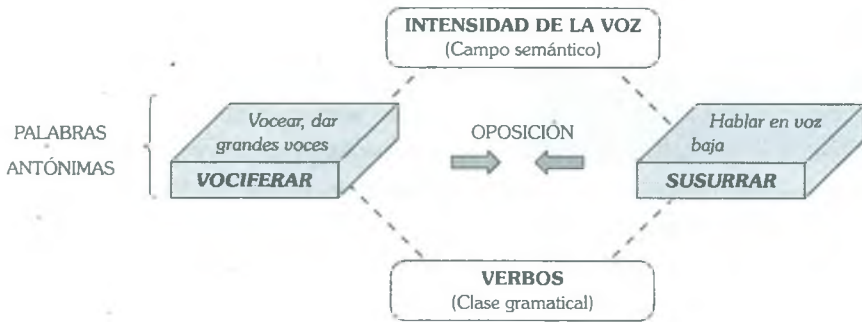 INTENSIDAD DE LA VOZ
(Campo semántico)
PALABRAS
ANTÓNIMAS
Vocear, dar
grandes voces
VOCIFERAR
OPOSICIÓN
Hablar en voz
baja
SUSURRAR
VERBOS
(Clase gramatical)